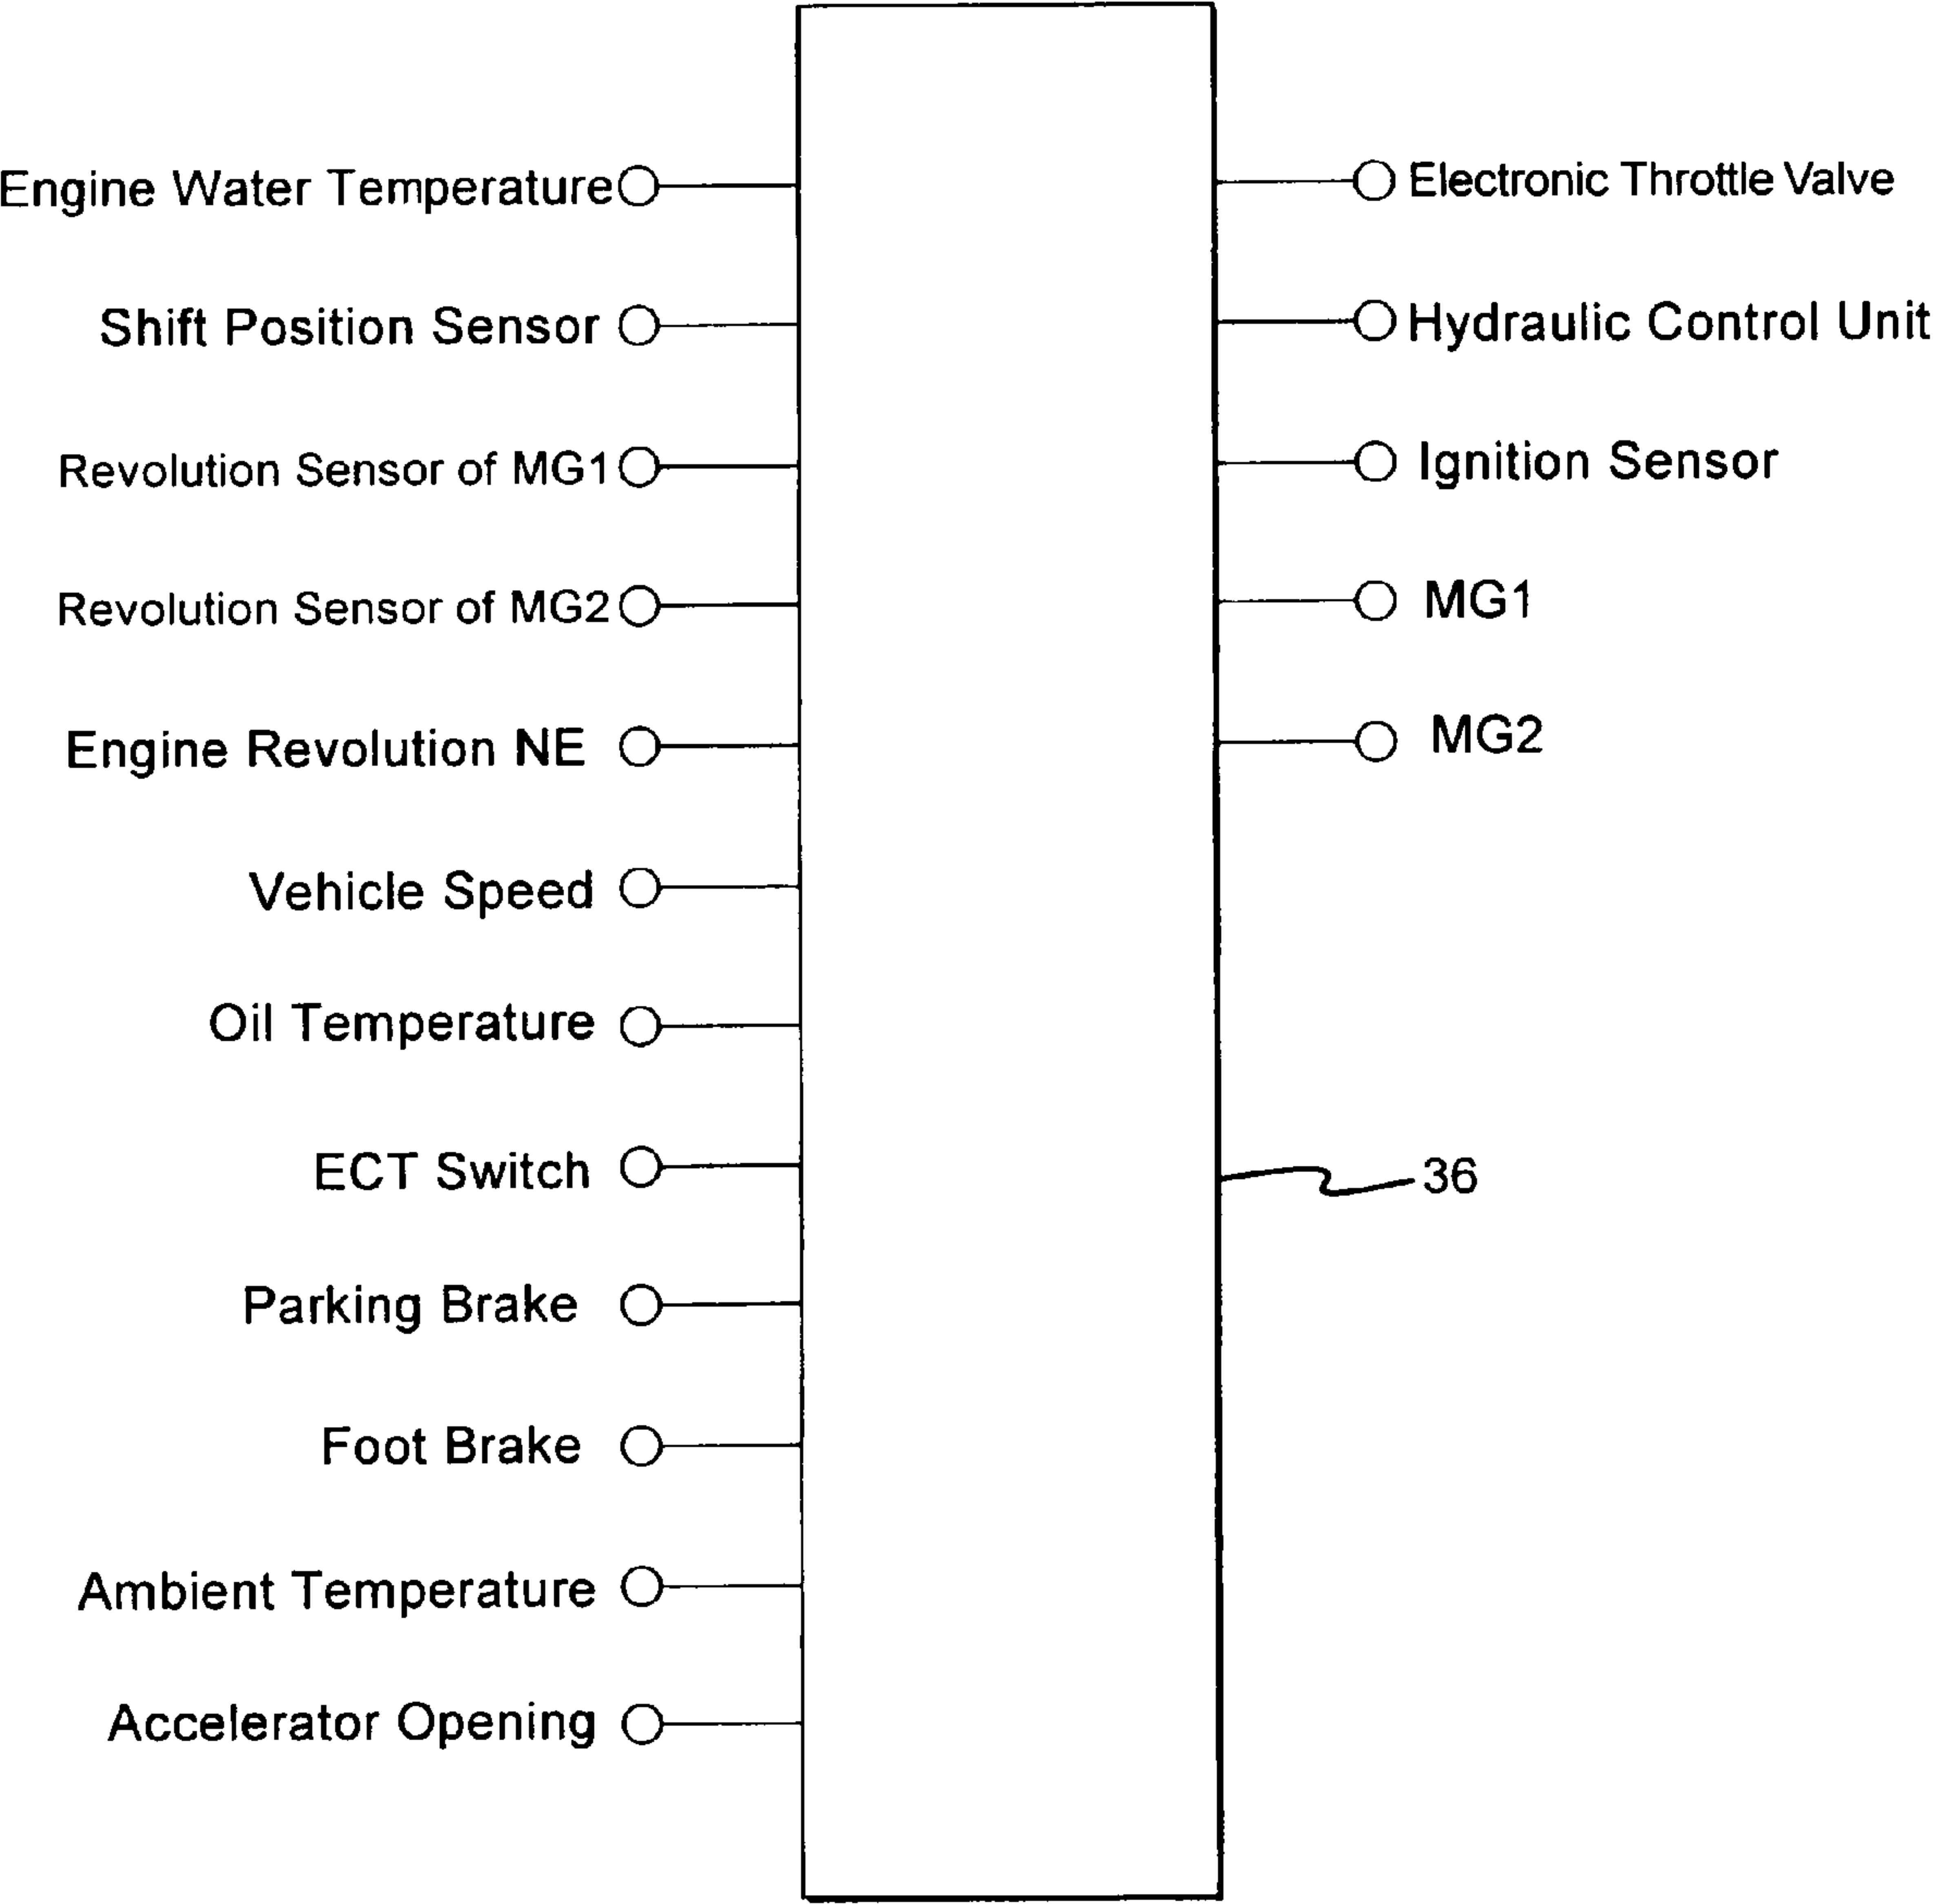 Engine Water Temperature
Shift Position Sensor
Revolution Sensor of MG1
Revolution Sensor of MG2
Engine Revolution NE
Vehicle Speed
Oil Temperature
ECT Switch
Parking Brake
Foot Brake
Ambient Temperature
Accelerator Opening
Electronic Throttle Valve
Hydraulic Control Unit
Ignition Sensor
MG1
MG2
36